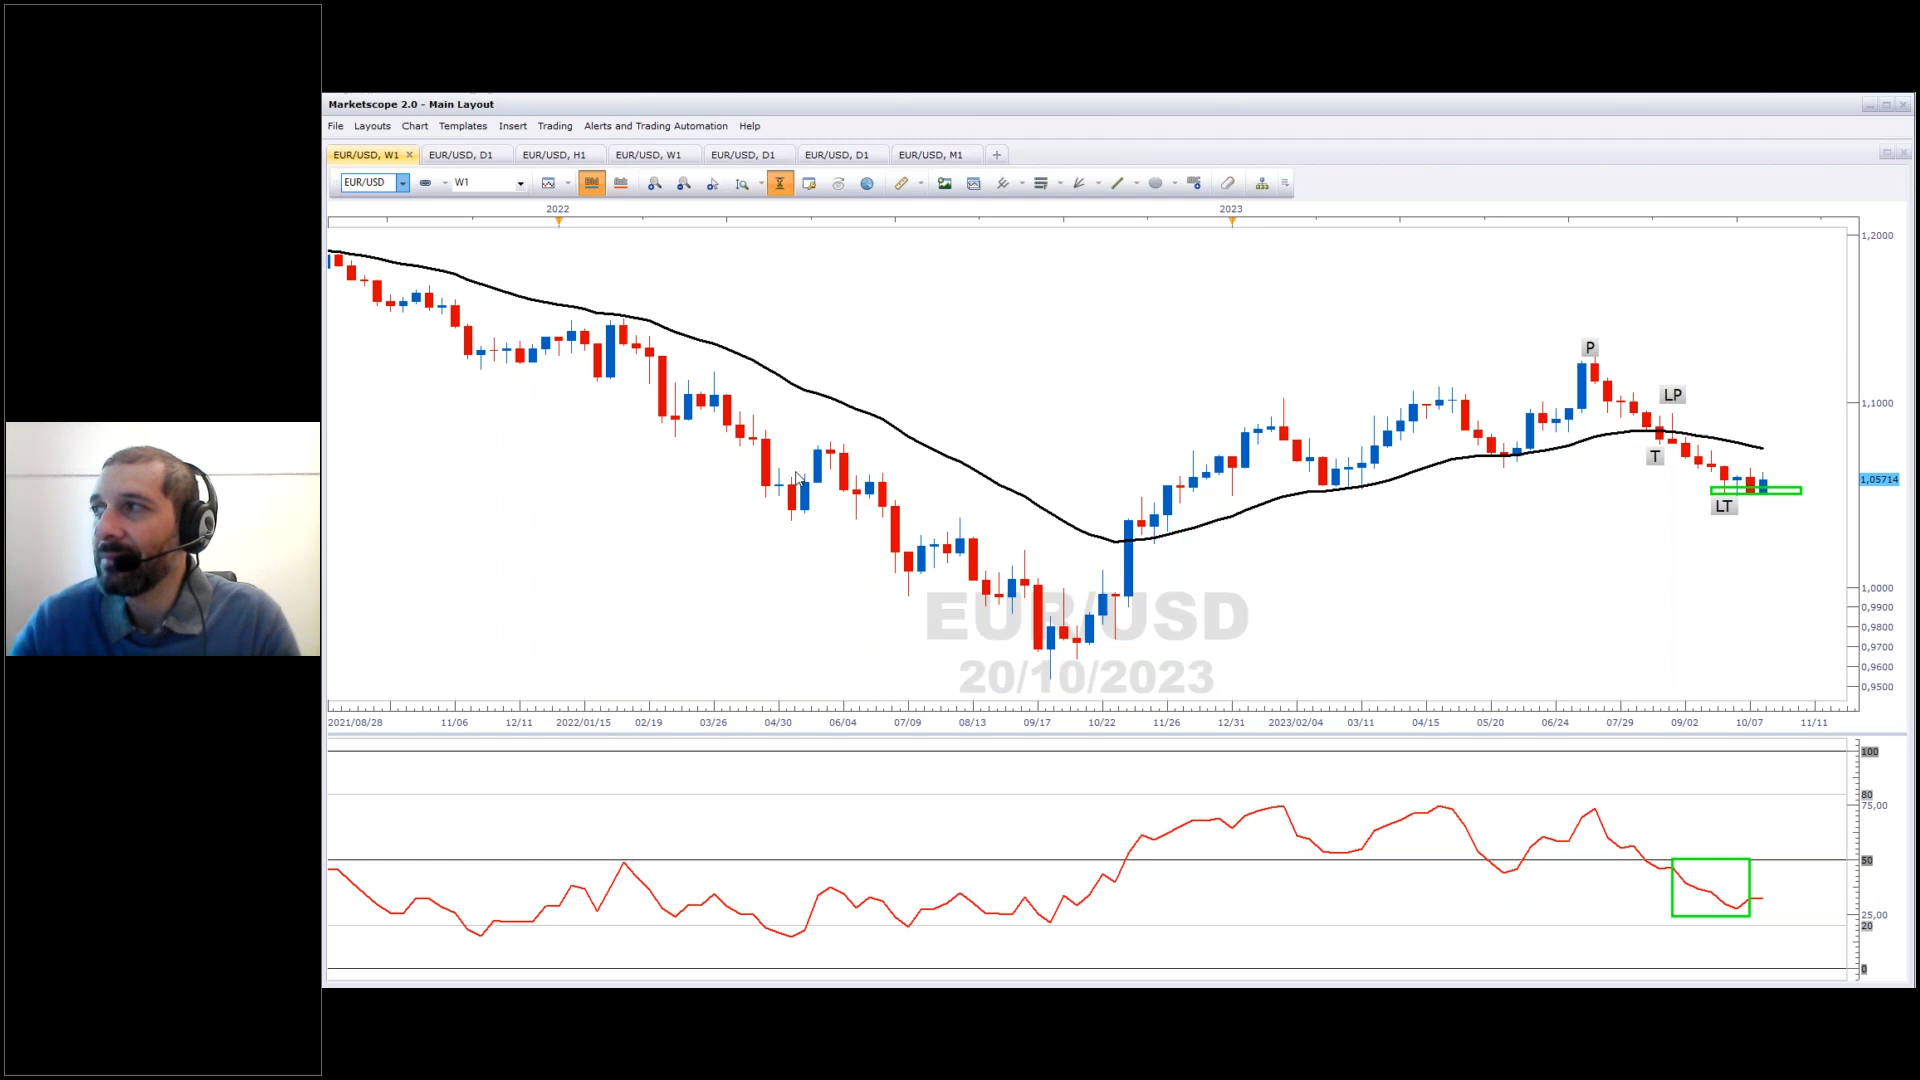 Marketscope 2.0 - Main Layout
File Layouts Chart Templates Insert Trading Alerts and Trading Automation Help
EUR/USD, W1 EUR/USD, D1 EUR/USD, H1 EUR/USD, W1 EUR/USD, D1 EUR/USD, D1 EUR/USD, M1
EUR/USD W1
2022 2023
1,2000
P
LP
1,1000
T
1,05714
LT
1,0000
0,9900
0,9800
0,9700
0,9600
0,9500
EUR/USD
20/10/2023
2021/08/28 11/06 12/11 2022/01/15 02/19 03/26 04/30 06/04 07/09 08/13 09/17 10/22 11/26 12/31 2023/02/04 03/11 04/15 05/20 06/24 07/29 09/02 10/07 11/11
100
80
75,00
50
25,00
20
0